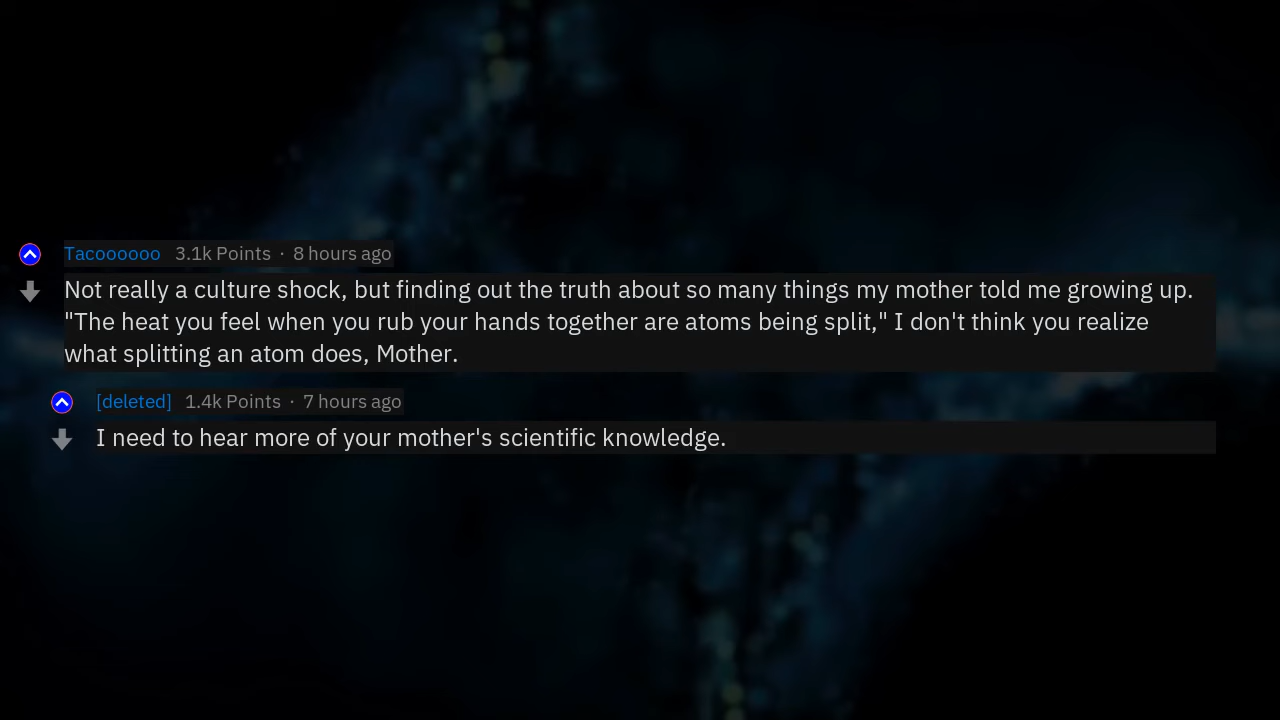 Tacoooooo 3.1k Points · 8 hours ago
Not really a culture shock, but finding out the truth about so many things my mother told me growing up.
"The heat you feel when you rub your hands together are atoms being split," I don't think you realize
what splitting an atom does, Mother.
[deleted] 1.4k Points · 7 hours ago
I need to hear more of your mother's scientific knowledge.